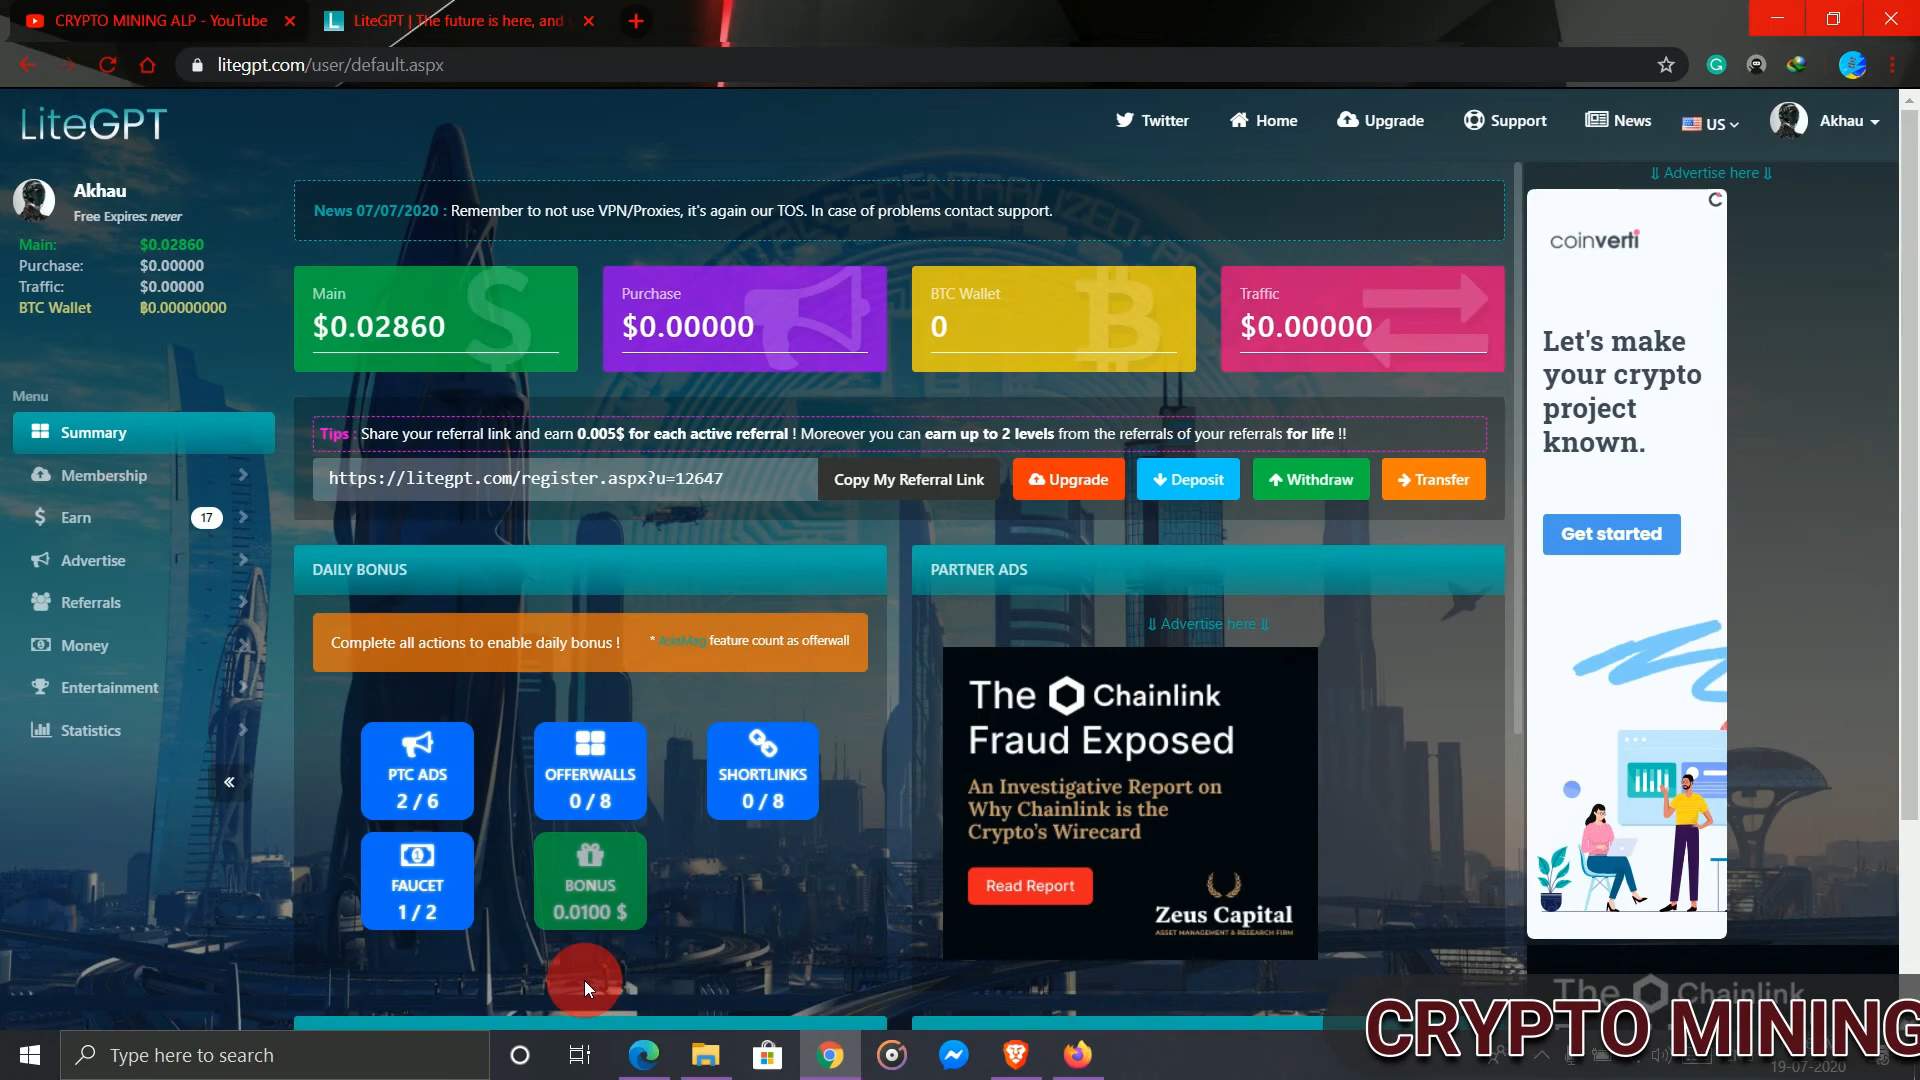 CRYPTO MINING ALP - YouTube
LiteGPT | The future is here, and
litegpt.com/user/default.aspx
LiteGPT
Twitter
Home
Upgrade
Support
News
US
Akhau
Akhau
Free Expires: never
Main: $0.02860
Purchase: $0.00000
Traffic: $0.00000
BTC Wallet ฿0.00000000
Menu
Summary
Membership
Earn 17
Advertise
Referrals
Money
Entertainment
Statistics
News 07/07/2020 : Remember to not use VPN/Proxies, it's again our TOS. In case of problems contact support.
Main
$0.02860
Purchase
$0.00000
BTC Wallet
0
Traffic
$0.00000
Tips : Share your referral link and earn 0.005$ for each active referral ! Moreover you can earn up to 2 levels from the referrals of your referrals for life !!
https://litegpt.com/register.aspx?u=12647
Copy My Referral Link
Upgrade
Deposit
Withdraw
Transfer
DAILY BONUS
Complete all actions to enable daily bonus !
* AsiaMag feature count as offerwall
PTC ADS
2 / 6
OFFERWALLS
0 / 8
SHORTLINKS
0 / 8
FAUCET
1 / 2
BONUS
0.0100 $
PARTNER ADS
⇓ Advertise here ⇓
The Chainlink
Fraud Exposed
An Investigative Report on
Why Chainlink is the
Crypto's Wirecard
Read Report
Zeus Capital
ASSET MANAGEMENT & RESEARCH FIRM
⇓ Advertise here ⇓
coinverti
Let's make
your crypto
project
known.
Get started
The Chainlink
CRYPTO MINING
Type here to search
19-07-2020